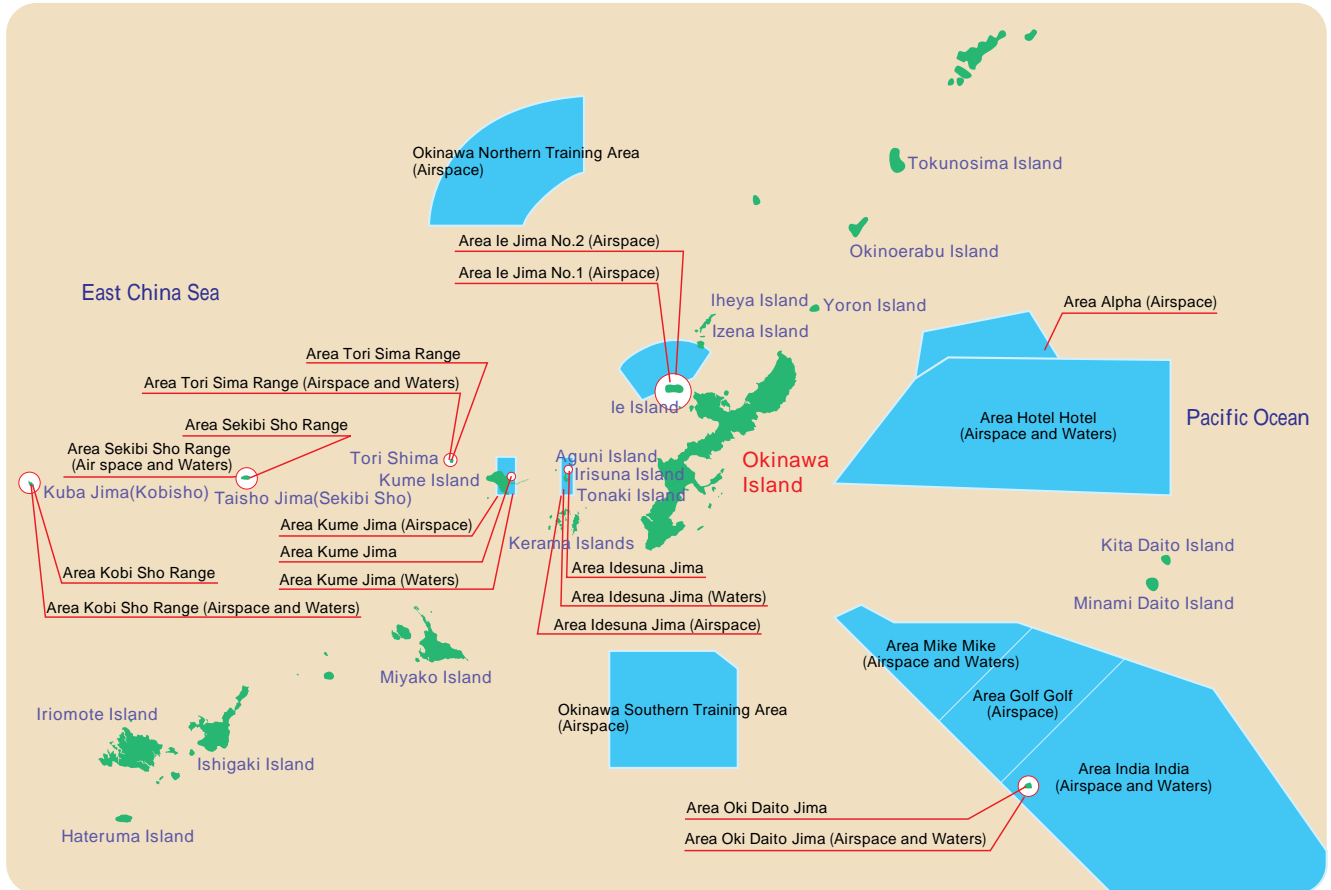 Okinawa Northern Training Area
(Airspace)
Tokunosima Island
Okinoerabu Island
Area Ie Jima No.2 (Airspace)
Area Ie Jima No.1 (Airspace)
East China Sea
Iheya Island
Yoron Island
Izena Island
Area Alpha (Airspace)
Area Tori Sima Range
Area Tori Sima Range (Airspace and Waters)
Ie Island
Area Hotel Hotel
(Airspace and Waters)
Pacific Ocean
Area Sekibi Sho Range
Area Sekibi Sho Range
(Air space and Waters)
Tori Shima
Kume Island
Aguni Island
Irisuna Island
Tonaki Island
Okinawa
Island
Kuba Jima(Kobisho)
Taisho Jima(Sekibi Sho)
Area Kume Jima (Airspace)
Area Kume Jima
Area Kume Jima (Waters)
Kerama Islands
Area Idesuna Jima
Area Idesuna Jima (Waters)
Area Idesuna Jima (Airspace)
Area Kobi Sho Range
Area Kobi Sho Range (Airspace and Waters)
Kita Daito Island
Minami Daito Island
Miyako Island
Area Mike Mike
(Airspace and Waters)
Area Golf Golf
(Airspace)
Okinawa Southern Training Area
(Airspace)
Iriomote Island
Ishigaki Island
Area India India
(Airspace and Waters)
Area Oki Daito Jima
Area Oki Daito Jima (Airspace and Waters)
Hateruma Island